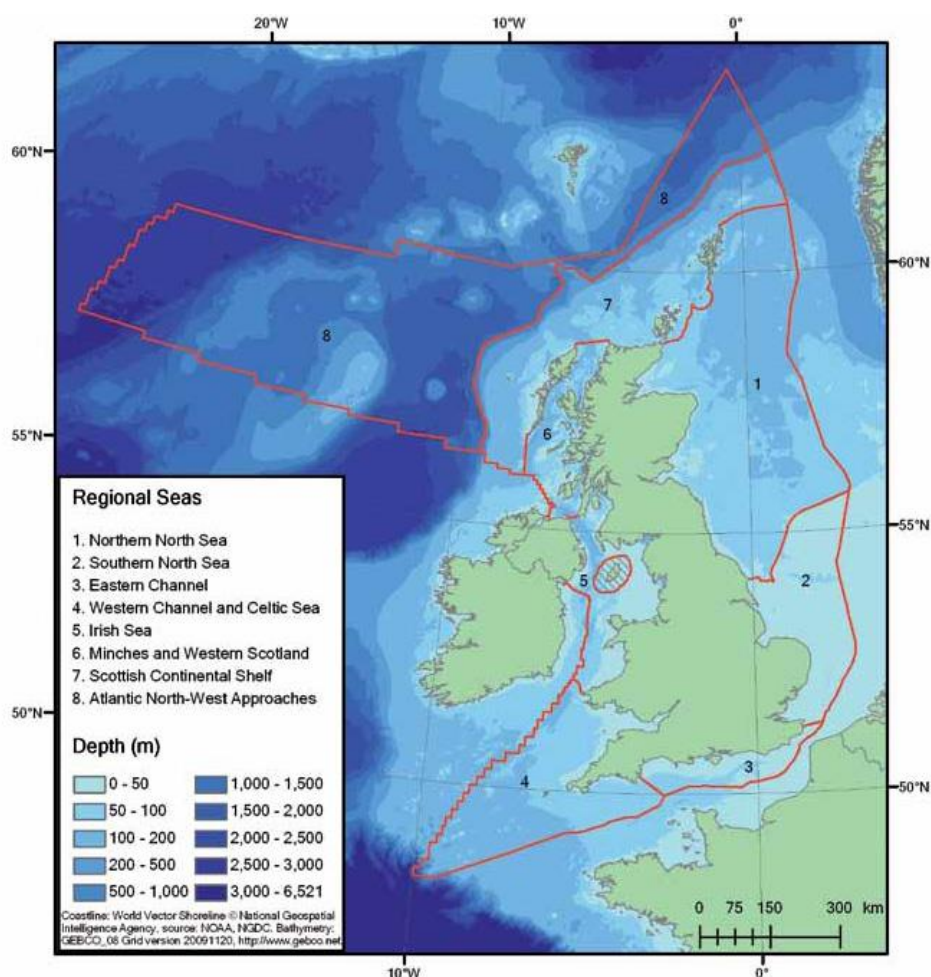 20°W 10°W 0°
60°N
60°N
8
7
8
1
6
55°N
55°N
5
2
50°N
4
3
50°N
Regional Seas
1. Northern North Sea
2. Southern North Sea
3. Eastern Channel
4. Western Channel and Celtic Sea
5. Irish Sea
6. Minches and Western Scotland
7. Scottish Continental Shelf
8. Atlantic North-West Approaches
Depth (m)
0 - 50 1,000 - 1,500
50 - 100 1,500 - 2,000
100 - 200 2,000 - 2,500
200 - 500 2,500 - 3,000
500 - 1,000 3,000 - 6,521
Coastline: World Vector Shoreline © National Geospatial
Intelligence Agency, source: NOAA, NGDC. Bathymetry:
GEBCO_08 Grid version 20091120, http://www.gebco.net
0 75 150 300 km
10°W 0°